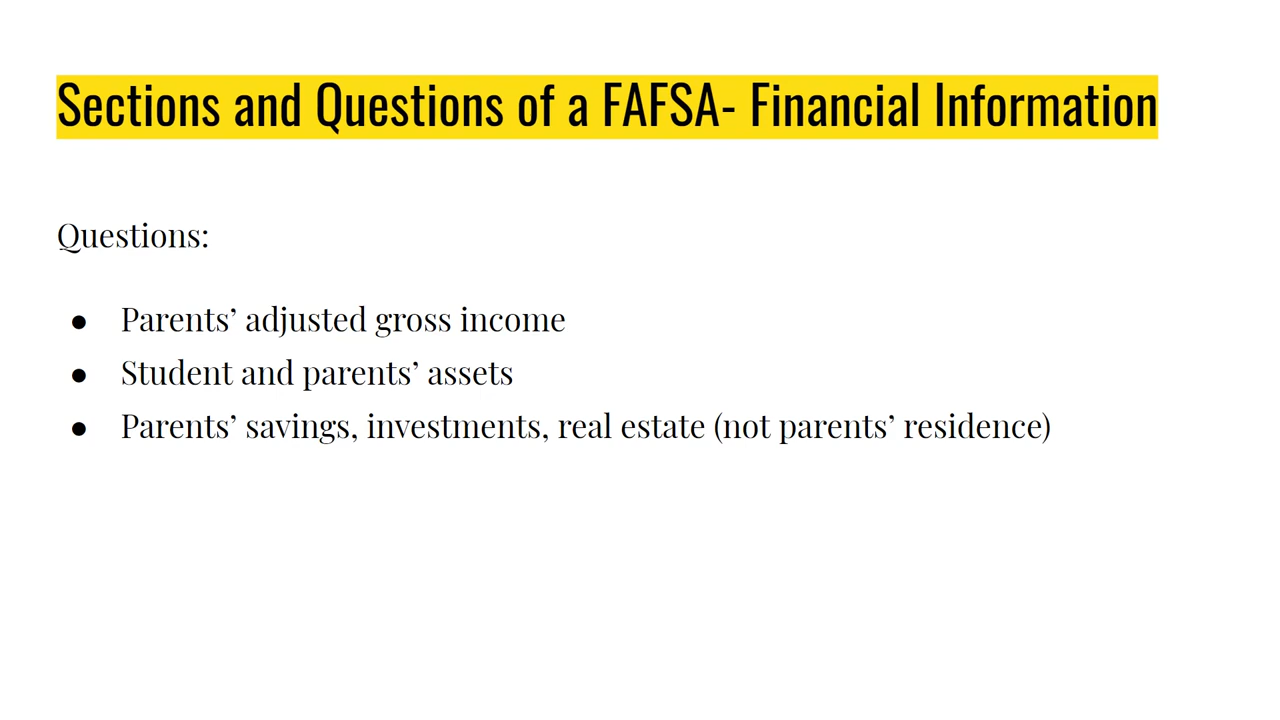 Sections and Questions of a FAFSA- Financial Information
Questions:
● Parents’ adjusted gross income
● Student and parents’ assets
● Parents’ savings, investments, real estate (not parents’ residence)